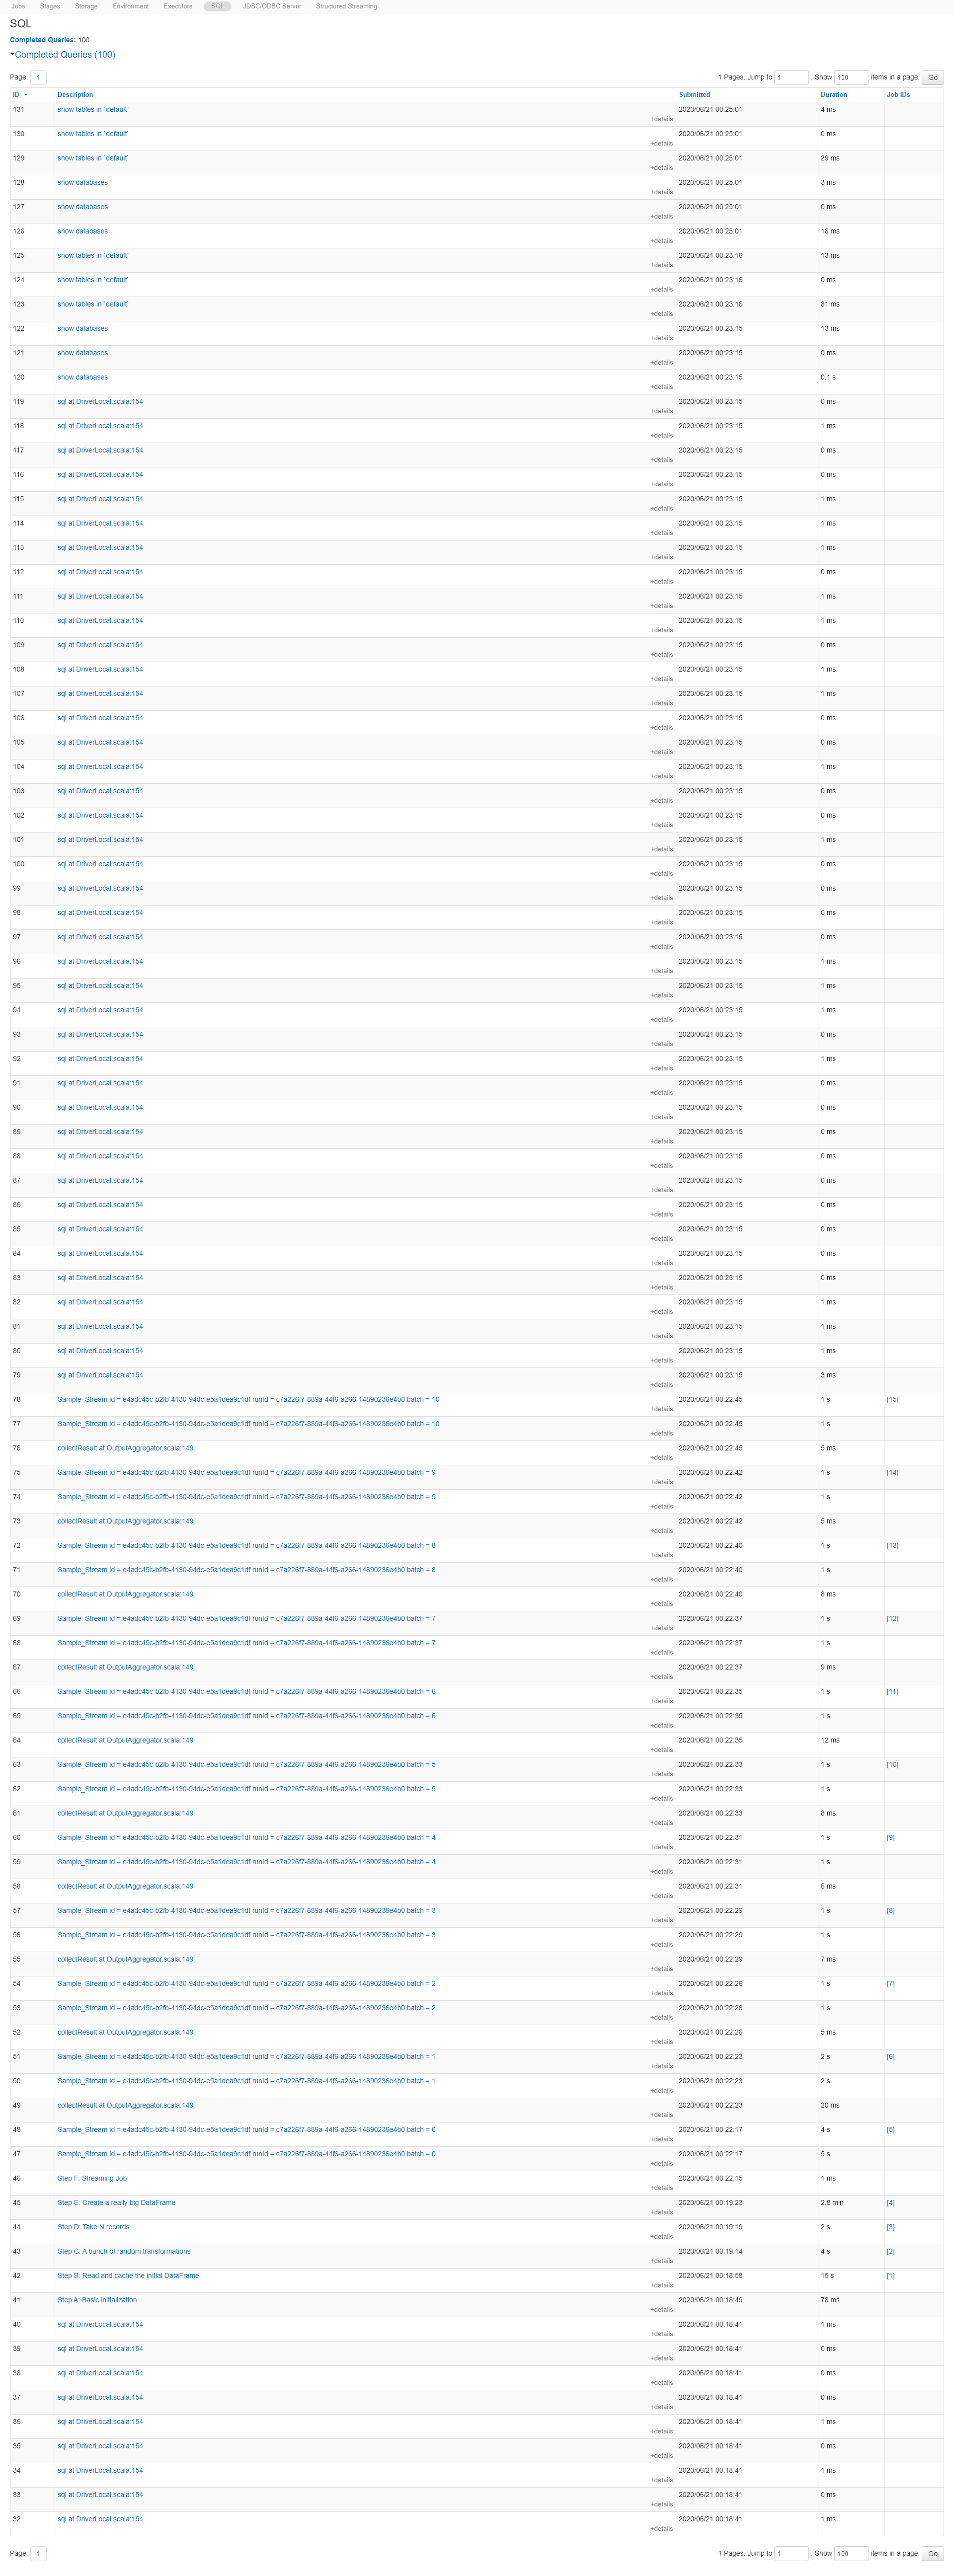 Jobs Stages Storage Environment Executors SQL JDBC/ODBC Server Structured Streaming
SQL
Completed Queries: 100
Completed Queries (100)
Page: 1 1 Pages. Jump to 1 . Show 100 items in a page. Go
ID Description Submitted Duration Job IDs
131 show tables in `default` 2020/06/21 00:25:01 4 ms
+details
130 show tables in `default` 2020/06/21 00:25:01 0 ms
+details
129 show tables in `default` 2020/06/21 00:25:01 29 ms
+details
128 show databases 2020/06/21 00:25:01 3 ms
+details
127 show databases 2020/06/21 00:25:01 0 ms
+details
126 show databases 2020/06/21 00:25:01 16 ms
+details
125 show tables in `default` 2020/06/21 00:23:16 13 ms
+details
124 show tables in `default` 2020/06/21 00:23:16 0 ms
+details
123 show tables in `default` 2020/06/21 00:23:16 81 ms
+details
122 show databases 2020/06/21 00:23:15 13 ms
+details
121 show databases 2020/06/21 00:23:15 0 ms
+details
120 show databases 2020/06/21 00:23:15 0.1 s
+details
119 sql at DriverLocal.scala:154 2020/06/21 00:23:15 0 ms
+details
118 sql at DriverLocal.scala:154 2020/06/21 00:23:15 1 ms
+details
117 sql at DriverLocal.scala:154 2020/06/21 00:23:15 0 ms
+details
116 sql at DriverLocal.scala:154 2020/06/21 00:23:15 0 ms
+details
115 sql at DriverLocal.scala:154 2020/06/21 00:23:15 1 ms
+details
114 sql at DriverLocal.scala:154 2020/06/21 00:23:15 1 ms
+details
113 sql at DriverLocal.scala:154 2020/06/21 00:23:15 1 ms
+details
112 sql at DriverLocal.scala:154 2020/06/21 00:23:15 0 ms
+details
111 sql at DriverLocal.scala:154 2020/06/21 00:23:15 1 ms
+details
110 sql at DriverLocal.scala:154 2020/06/21 00:23:15 1 ms
+details
109 sql at DriverLocal.scala:154 2020/06/21 00:23:15 0 ms
+details
108 sql at DriverLocal.scala:154 2020/06/21 00:23:15 1 ms
+details
107 sql at DriverLocal.scala:154 2020/06/21 00:23:15 1 ms
+details
106 sql at DriverLocal.scala:154 2020/06/21 00:23:15 0 ms
+details
105 sql at DriverLocal.scala:154 2020/06/21 00:23:15 0 ms
+details
104 sql at DriverLocal.scala:154 2020/06/21 00:23:15 1 ms
+details
103 sql at DriverLocal.scala:154 2020/06/21 00:23:15 0 ms
+details
102 sql at DriverLocal.scala:154 2020/06/21 00:23:15 0 ms
+details
101 sql at DriverLocal.scala:154 2020/06/21 00:23:15 1 ms
+details
100 sql at DriverLocal.scala:154 2020/06/21 00:23:15 0 ms
+details
99 sql at DriverLocal.scala:154 2020/06/21 00:23:15 0 ms
+details
98 sql at DriverLocal.scala:154 2020/06/21 00:23:15 0 ms
+details
97 sql at DriverLocal.scala:154 2020/06/21 00:23:15 0 ms
+details
96 sql at DriverLocal.scala:154 2020/06/21 00:23:15 1 ms
+details
95 sql at DriverLocal.scala:154 2020/06/21 00:23:15 1 ms
+details
94 sql at DriverLocal.scala:154 2020/06/21 00:23:15 1 ms
+details
93 sql at DriverLocal.scala:154 2020/06/21 00:23:15 0 ms
+details
92 sql at DriverLocal.scala:154 2020/06/21 00:23:15 1 ms
+details
91 sql at DriverLocal.scala:154 2020/06/21 00:23:15 0 ms
+details
90 sql at DriverLocal.scala:154 2020/06/21 00:23:15 0 ms
+details
89 sql at DriverLocal.scala:154 2020/06/21 00:23:15 0 ms
+details
88 sql at DriverLocal.scala:154 2020/06/21 00:23:15 0 ms
+details
87 sql at DriverLocal.scala:154 2020/06/21 00:23:15 0 ms
+details
86 sql at DriverLocal.scala:154 2020/06/21 00:23:15 0 ms
+details
85 sql at DriverLocal.scala:154 2020/06/21 00:23:15 0 ms
+details
84 sql at DriverLocal.scala:154 2020/06/21 00:23:15 0 ms
+details
83 sql at DriverLocal.scala:154 2020/06/21 00:23:15 0 ms
+details
82 sql at DriverLocal.scala:154 2020/06/21 00:23:15 1 ms
+details
81 sql at DriverLocal.scala:154 2020/06/21 00:23:15 1 ms
+details
80 sql at DriverLocal.scala:154 2020/06/21 00:23:15 1 ms
+details
79 sql at DriverLocal.scala:154 2020/06/21 00:23:15 3 ms
+details
78 Sample_Stream id = e4adc45c-b2fb-4130-94dc-e5a1dea9c1df runId = c7a226f7-889a-44f6-a266-14890236e4b0 batch = 10 2020/06/21 00:22:45 1 s [15]
+details
77 Sample_Stream id = e4adc45c-b2fb-4130-94dc-e5a1dea9c1df runId = c7a226f7-889a-44f6-a266-14890236e4b0 batch = 10 2020/06/21 00:22:45 1 s
+details
76 collectResult at OutputAggregator.scala:149 2020/06/21 00:22:45 5 ms
+details
75 Sample_Stream id = e4adc45c-b2fb-4130-94dc-e5a1dea9c1df runId = c7a226f7-889a-44f6-a266-14890236e4b0 batch = 9 2020/06/21 00:22:42 1 s [14]
+details
74 Sample_Stream id = e4adc45c-b2fb-4130-94dc-e5a1dea9c1df runId = c7a226f7-889a-44f6-a266-14890236e4b0 batch = 9 2020/06/21 00:22:42 1 s
+details
73 collectResult at OutputAggregator.scala:149 2020/06/21 00:22:42 5 ms
+details
72 Sample_Stream id = e4adc45c-b2fb-4130-94dc-e5a1dea9c1df runId = c7a226f7-889a-44f6-a266-14890236e4b0 batch = 8 2020/06/21 00:22:40 1 s [13]
+details
71 Sample_Stream id = e4adc45c-b2fb-4130-94dc-e5a1dea9c1df runId = c7a226f7-889a-44f6-a266-14890236e4b0 batch = 8 2020/06/21 00:22:40 1 s
+details
70 collectResult at OutputAggregator.scala:149 2020/06/21 00:22:40 8 ms
+details
69 Sample_Stream id = e4adc45c-b2fb-4130-94dc-e5a1dea9c1df runId = c7a226f7-889a-44f6-a266-14890236e4b0 batch = 7 2020/06/21 00:22:37 1 s [12]
+details
68 Sample_Stream id = e4adc45c-b2fb-4130-94dc-e5a1dea9c1df runId = c7a226f7-889a-44f6-a266-14890236e4b0 batch = 7 2020/06/21 00:22:37 1 s
+details
67 collectResult at OutputAggregator.scala:149 2020/06/21 00:22:37 9 ms
+details
66 Sample_Stream id = e4adc45c-b2fb-4130-94dc-e5a1dea9c1df runId = c7a226f7-889a-44f6-a266-14890236e4b0 batch = 6 2020/06/21 00:22:35 1 s [11]
+details
65 Sample_Stream id = e4adc45c-b2fb-4130-94dc-e5a1dea9c1df runId = c7a226f7-889a-44f6-a266-14890236e4b0 batch = 6 2020/06/21 00:22:35 1 s
+details
64 collectResult at OutputAggregator.scala:149 2020/06/21 00:22:35 12 ms
+details
63 Sample_Stream id = e4adc45c-b2fb-4130-94dc-e5a1dea9c1df runId = c7a226f7-889a-44f6-a266-14890236e4b0 batch = 5 2020/06/21 00:22:33 1 s [10]
+details
62 Sample_Stream id = e4adc45c-b2fb-4130-94dc-e5a1dea9c1df runId = c7a226f7-889a-44f6-a266-14890236e4b0 batch = 5 2020/06/21 00:22:33 1 s
+details
61 collectResult at OutputAggregator.scala:149 2020/06/21 00:22:33 8 ms
+details
60 Sample_Stream id = e4adc45c-b2fb-4130-94dc-e5a1dea9c1df runId = c7a226f7-889a-44f6-a266-14890236e4b0 batch = 4 2020/06/21 00:22:31 1 s [9]
+details
59 Sample_Stream id = e4adc45c-b2fb-4130-94dc-e5a1dea9c1df runId = c7a226f7-889a-44f6-a266-14890236e4b0 batch = 4 2020/06/21 00:22:31 1 s
+details
58 collectResult at OutputAggregator.scala:149 2020/06/21 00:22:31 6 ms
+details
57 Sample_Stream id = e4adc45c-b2fb-4130-94dc-e5a1dea9c1df runId = c7a226f7-889a-44f6-a266-14890236e4b0 batch = 3 2020/06/21 00:22:29 1 s [8]
+details
56 Sample_Stream id = e4adc45c-b2fb-4130-94dc-e5a1dea9c1df runId = c7a226f7-889a-44f6-a266-14890236e4b0 batch = 3 2020/06/21 00:22:29 1 s
+details
55 collectResult at OutputAggregator.scala:149 2020/06/21 00:22:29 7 ms
+details
54 Sample_Stream id = e4adc45c-b2fb-4130-94dc-e5a1dea9c1df runId = c7a226f7-889a-44f6-a266-14890236e4b0 batch = 2 2020/06/21 00:22:26 1 s [7]
+details
53 Sample_Stream id = e4adc45c-b2fb-4130-94dc-e5a1dea9c1df runId = c7a226f7-889a-44f6-a266-14890236e4b0 batch = 2 2020/06/21 00:22:26 1 s
+details
52 collectResult at OutputAggregator.scala:149 2020/06/21 00:22:26 5 ms
+details
51 Sample_Stream id = e4adc45c-b2fb-4130-94dc-e5a1dea9c1df runId = c7a226f7-889a-44f6-a266-14890236e4b0 batch = 1 2020/06/21 00:22:23 2 s [6]
+details
50 Sample_Stream id = e4adc45c-b2fb-4130-94dc-e5a1dea9c1df runId = c7a226f7-889a-44f6-a266-14890236e4b0 batch = 1 2020/06/21 00:22:23 2 s
+details
49 collectResult at OutputAggregator.scala:149 2020/06/21 00:22:23 20 ms
+details
48 Sample_Stream id = e4adc45c-b2fb-4130-94dc-e5a1dea9c1df runId = c7a226f7-889a-44f6-a266-14890236e4b0 batch = 0 2020/06/21 00:22:17 4 s [5]
+details
47 Sample_Stream id = e4adc45c-b2fb-4130-94dc-e5a1dea9c1df runId = c7a226f7-889a-44f6-a266-14890236e4b0 batch = 0 2020/06/21 00:22:17 5 s
+details
46 Step F: Streaming Job 2020/06/21 00:22:15 1 ms
+details
45 Step E: Create a really big DataFrame 2020/06/21 00:19:23 2.8 min [4]
+details
44 Step D: Take N records 2020/06/21 00:19:19 2 s [3]
+details
43 Step C: A bunch of random transformations 2020/06/21 00:19:14 4 s [2]
+details
42 Step B: Read and cache the initial DataFrame 2020/06/21 00:18:58 15 s [1]
+details
41 Step A: Basic initialization 2020/06/21 00:18:49 78 ms
+details
40 sql at DriverLocal.scala:154 2020/06/21 00:18:41 1 ms
+details
39 sql at DriverLocal.scala:154 2020/06/21 00:18:41 0 ms
+details
38 sql at DriverLocal.scala:154 2020/06/21 00:18:41 0 ms
+details
37 sql at DriverLocal.scala:154 2020/06/21 00:18:41 0 ms
+details
36 sql at DriverLocal.scala:154 2020/06/21 00:18:41 1 ms
+details
35 sql at DriverLocal.scala:154 2020/06/21 00:18:41 0 ms
+details
34 sql at DriverLocal.scala:154 2020/06/21 00:18:41 1 ms
+details
33 sql at DriverLocal.scala:154 2020/06/21 00:18:41 0 ms
+details
32 sql at DriverLocal.scala:154 2020/06/21 00:18:41 1 ms
+details
Page: 1 1 Pages. Jump to 1 . Show 100 items in a page. Go